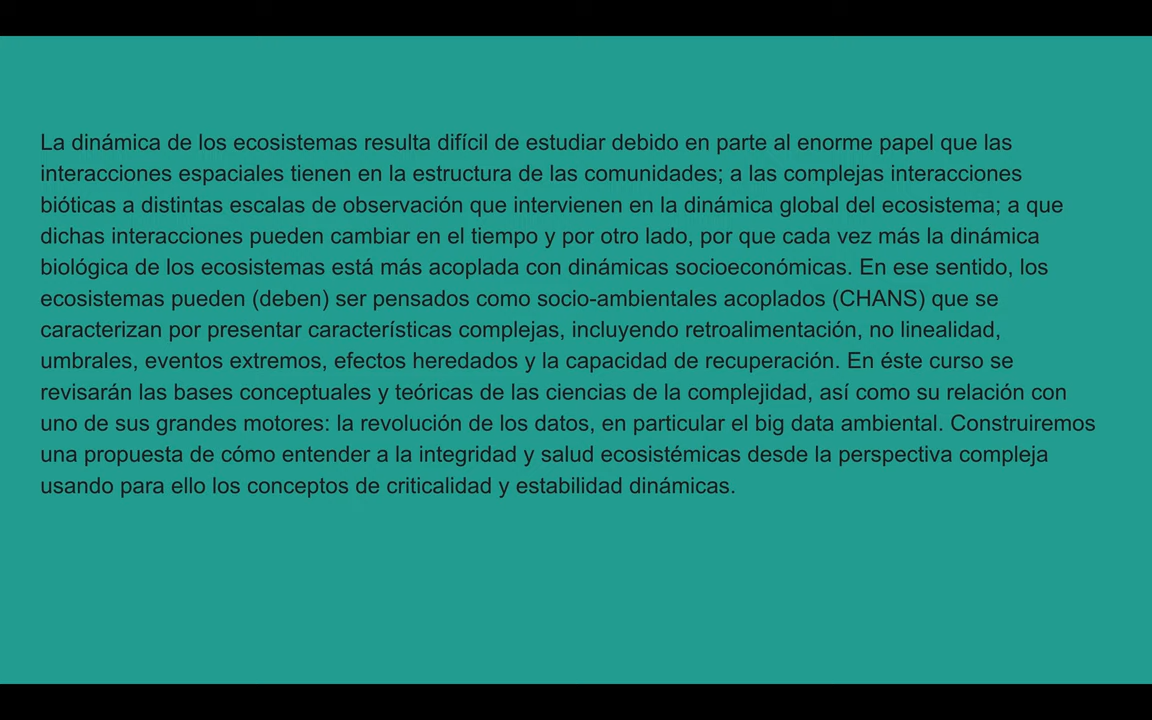 La dinámica de los ecosistemas resulta difícil de estudiar debido en parte al enorme papel que las
interacciones espaciales tienen en la estructura de las comunidades; a las complejas interacciones
bióticas a distintas escalas de observación que intervienen en la dinámica global del ecosistema; a que
dichas interacciones pueden cambiar en el tiempo y por otro lado, por que cada vez más la dinámica
biológica de los ecosistemas está más acoplada con dinámicas socioeconómicas. En ese sentido, los
ecosistemas pueden (deben) ser pensados como socio-ambientales acoplados (CHANS) que se
caracterizan por presentar características complejas, incluyendo retroalimentación, no linealidad,
umbrales, eventos extremos, efectos heredados y la capacidad de recuperación. En éste curso se
revisarán las bases conceptuales y teóricas de las ciencias de la complejidad, así como su relación con
uno de sus grandes motores: la revolución de los datos, en particular el big data ambiental. Construiremos
una propuesta de cómo entender a la integridad y salud ecosistémicas desde la perspectiva compleja
usando para ello los conceptos de criticalidad y estabilidad dinámicas.